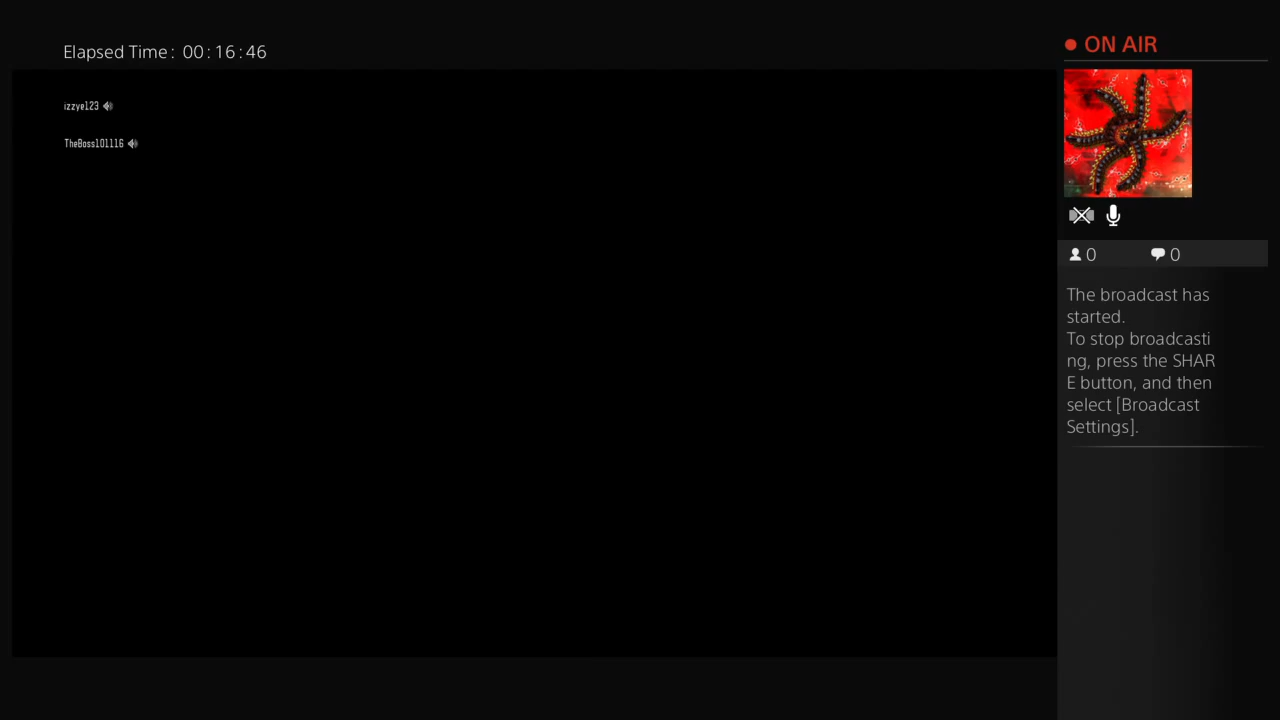 Elapsed Time: 00:16:46
ON AIR
izzye123
TheBoss101116
0
0
The broadcast has
started.
To stop broadcasti
ng, press the SHAR
E button, and then
select [Broadcast
Settings].